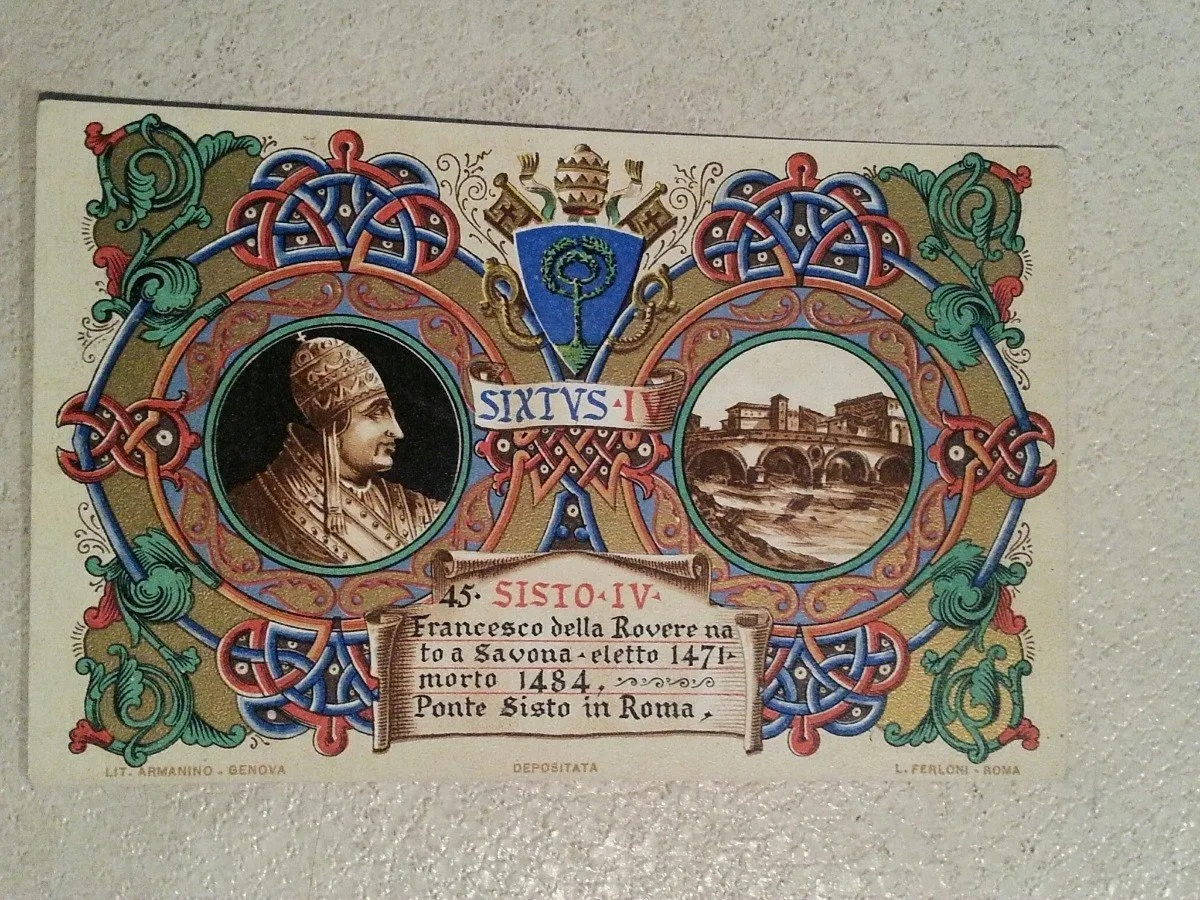 SIXTVS·IV
45· SISTO·IV·
Francesco della Rovere na
to a Savona-eletto 1471-
morto 1484.
Ponte Sisto in Roma.
LIT. ARMANINO - GENOVA
DEPOSITATA
L. FERLONI - ROMA